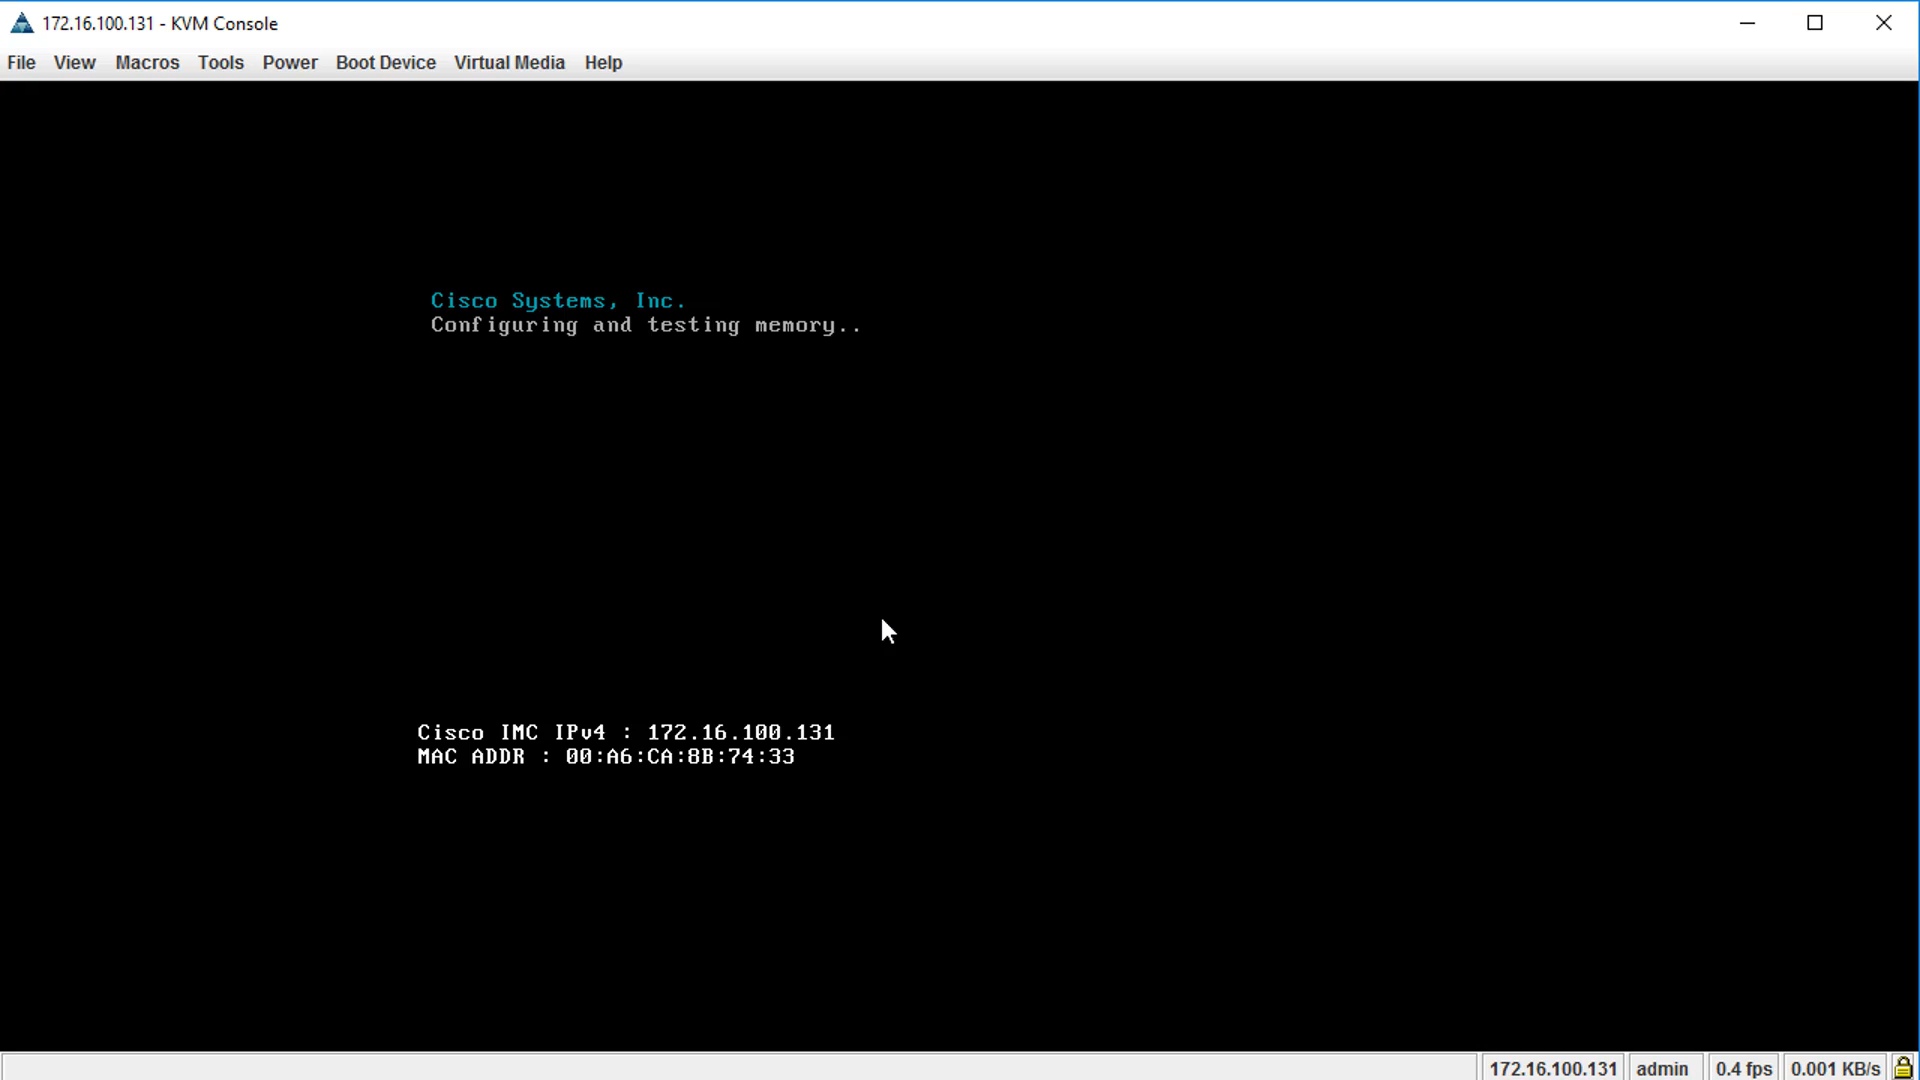 172.16.100.131 - KVM Console
File View Macros Tools Power Boot Device Virtual Media Help
Cisco Systems, Inc.
Configuring and testing memory..
Cisco IMC IPv4 : 172.16.100.131
MAC ADDR : 00:A6:CA:8B:74:33
172.16.100.131 admin 0.4 fps 0.001 KB/s